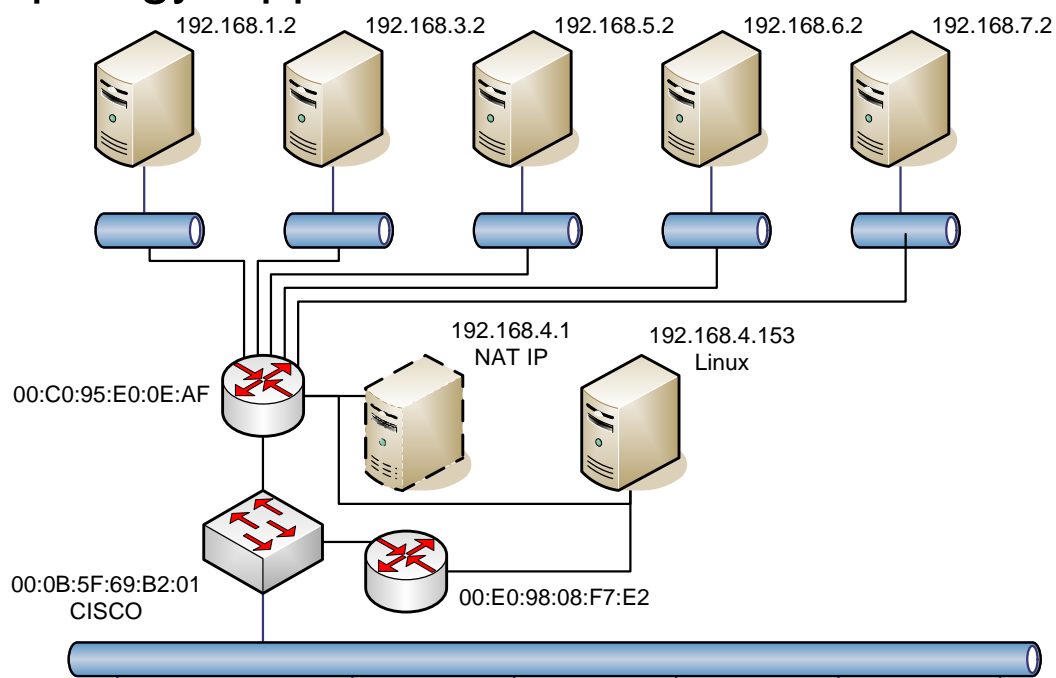 192.168.1.2
192.168.3.2
192.168.5.2
192.168.6.2
192.168.7.2
192.168.4.1
NAT IP
192.168.4.153
Linux
00:C0:95:E0:0E:AF
00:0B:5F:69:B2:01
CISCO
00:E0:98:08:F7:E2